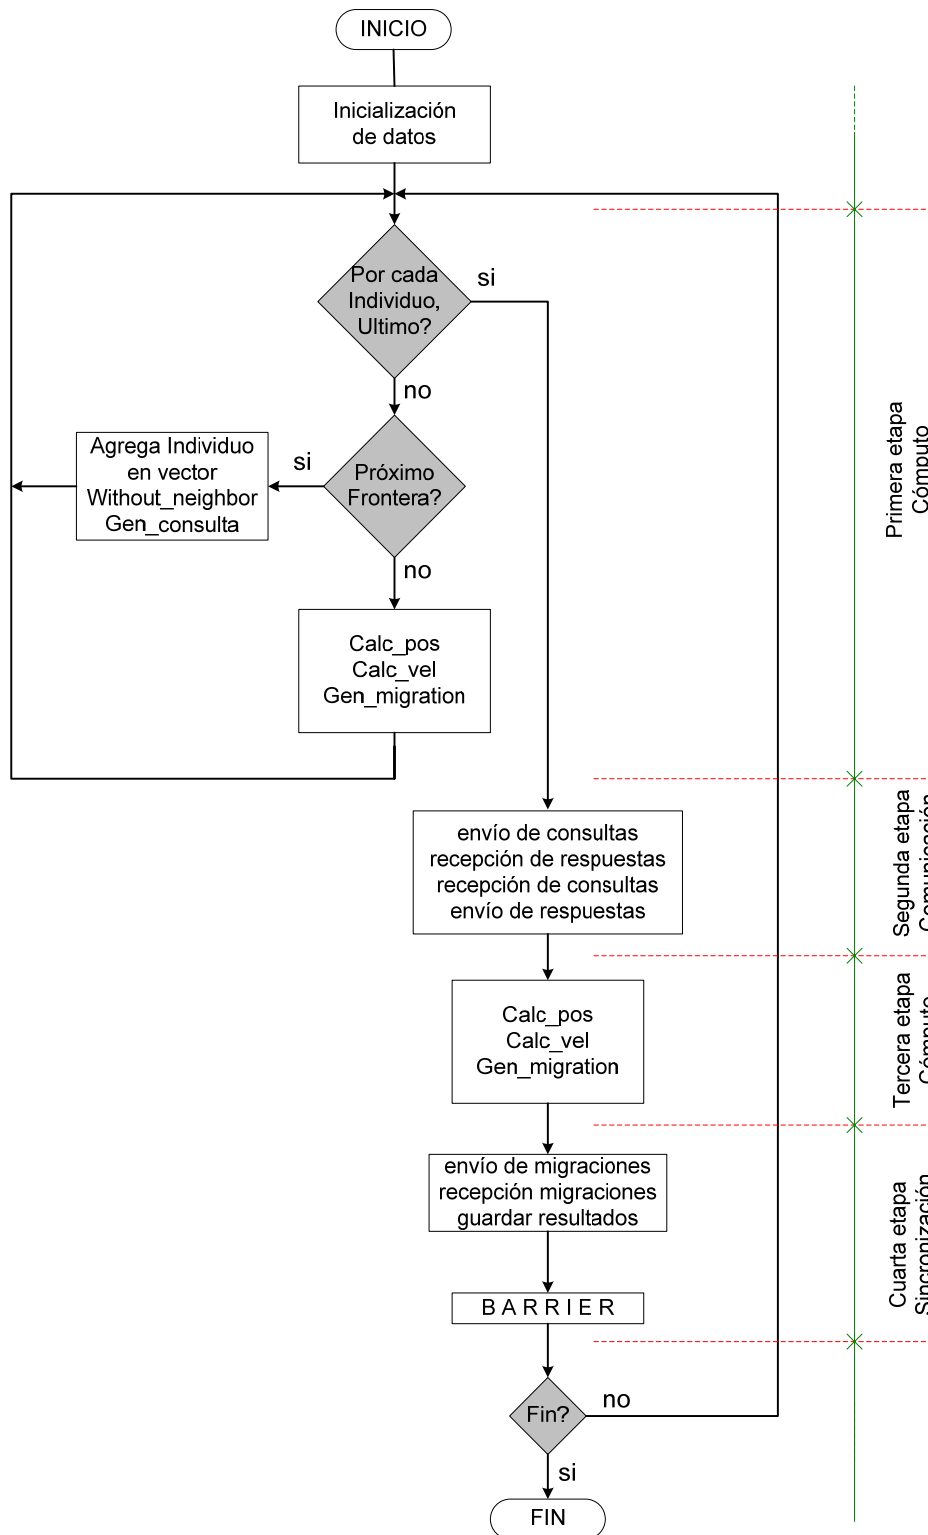 INICIO
Inicialización
de datos
Por cada
Individuo,
Ultimo?
si
no
Próximo
Frontera?
si
Agrega Individuo
en vector
Without_neighbor
Gen_consulta
no
Calc_pos
Calc_vel
Gen_migration
Primera etapa
Cómputo
envío de consultas
recepción de respuestas
recepción de consultas
envío de respuestas
Segunda etapa
Comunicación
Calc_pos
Calc_vel
Gen_migration
Tercera etapa
Cómputo
envío de migraciones
recepción migraciones
guardar resultados
B A R R I E R
Cuarta etapa
Sincronización
Fin?
no
si
FIN